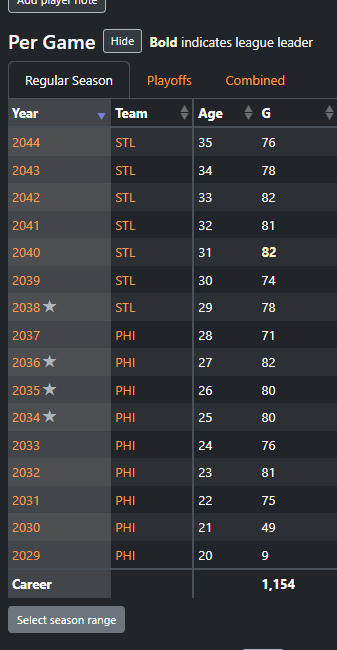 Add player note
Per Game Hide Bold indicates league leader
Regular Season Playoffs Combined
Year Team Age G
2044 STL 35 76
2043 STL 34 78
2042 STL 33 82
2041 STL 32 81
2040 STL 31 82
2039 STL 30 74
2038 ★ STL 29 78
2037 PHI 28 71
2036 ★ PHI 27 82
2035 ★ PHI 26 80
2034 ★ PHI 25 80
2033 PHI 24 76
2032 PHI 23 81
2031 PHI 22 75
2030 PHI 21 49
2029 PHI 20 9
Career 1,154
Select season range